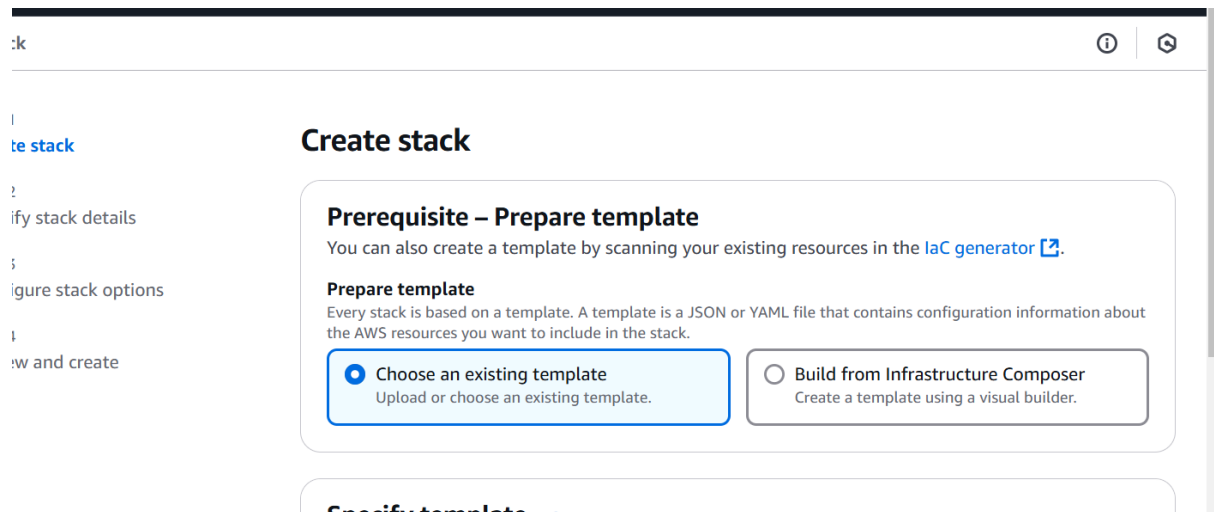 te stack
ify stack details
igure stack options
ew and create
Create stack
Prerequisite – Prepare template
You can also create a template by scanning your existing resources in the IaC generator.
Prepare template
Every stack is based on a template. A template is a JSON or YAML file that contains configuration information about
the AWS resources you want to include in the stack.
Choose an existing template
Upload or choose an existing template.
Build from Infrastructure Composer
Create a template using a visual builder.
Specify template